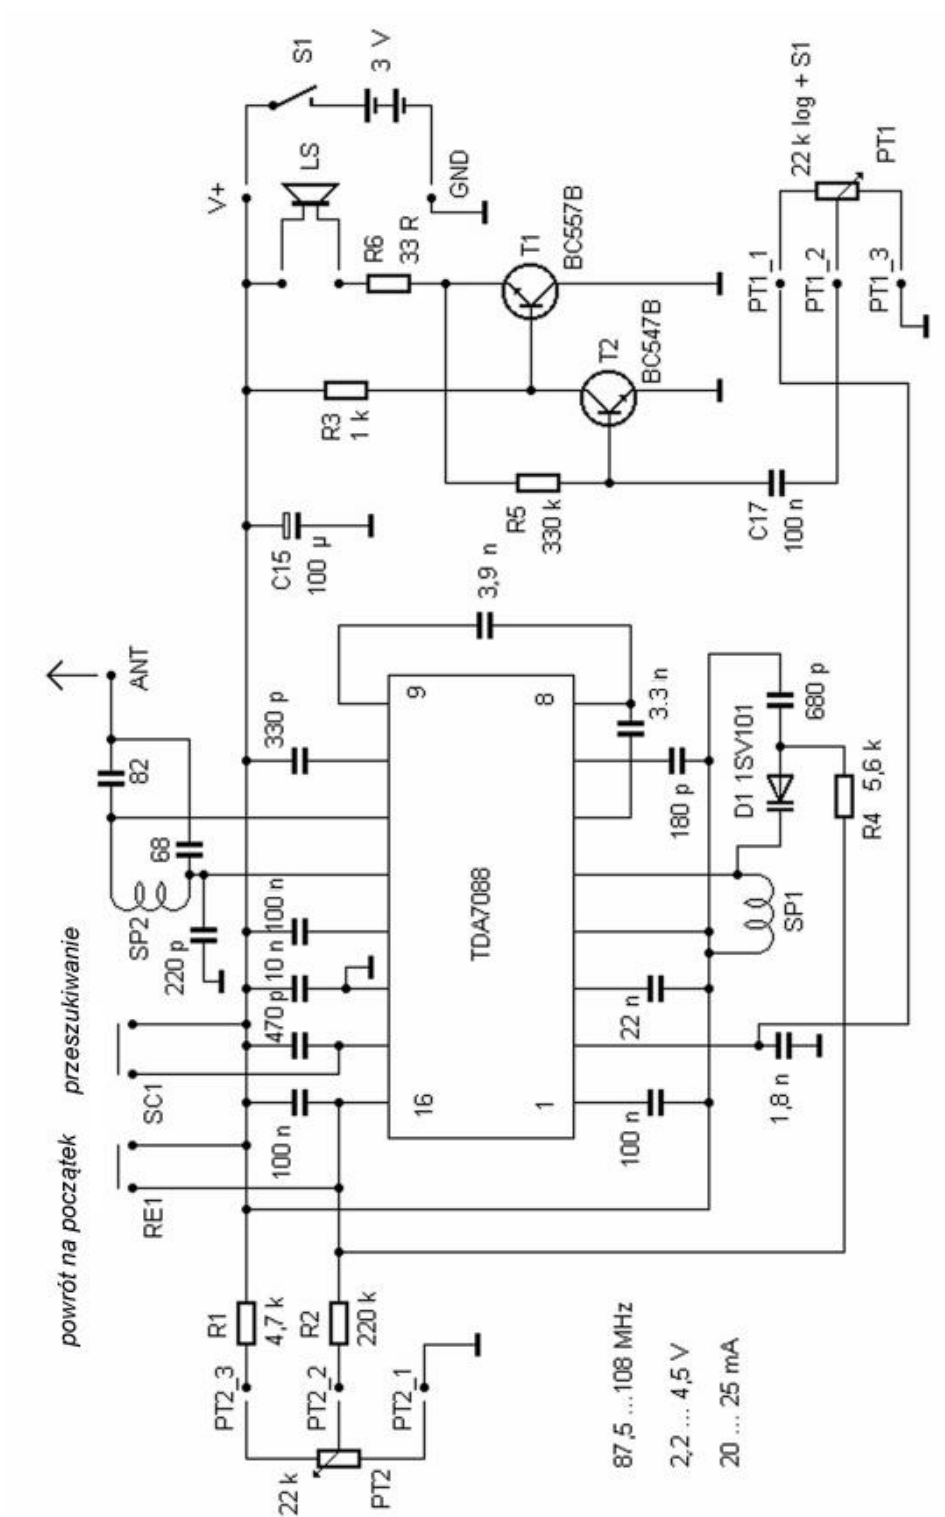 powrót na początek
przeszukiwanie
ANT
82
SP2
68
220 p
RE1
SC1
V+
S1
3 V
LS
GND
R1
4,7 k
100 n
470 p
10 n
100 n
330 p
C15
100 µ
R3
1 k
R6
33 R
PT2_3
PT2_2
PT2_1
R2
220 k
22 k
PT2
16
9
TDA7088
1
8
3,9 n
R5
330 k
T1
BC557B
T2
BC547B
87,5 ...108 MHz
2,2 ... 4,5 V
20 ... 25 mA
100 n
22 n
180 p
3.3 n
D1 1SV101
680 p
SP1
1,8 n
R4 5,6 k
C17
100 n
PT1_1
PT1_2
PT1_3
22 k log + S1
PT1